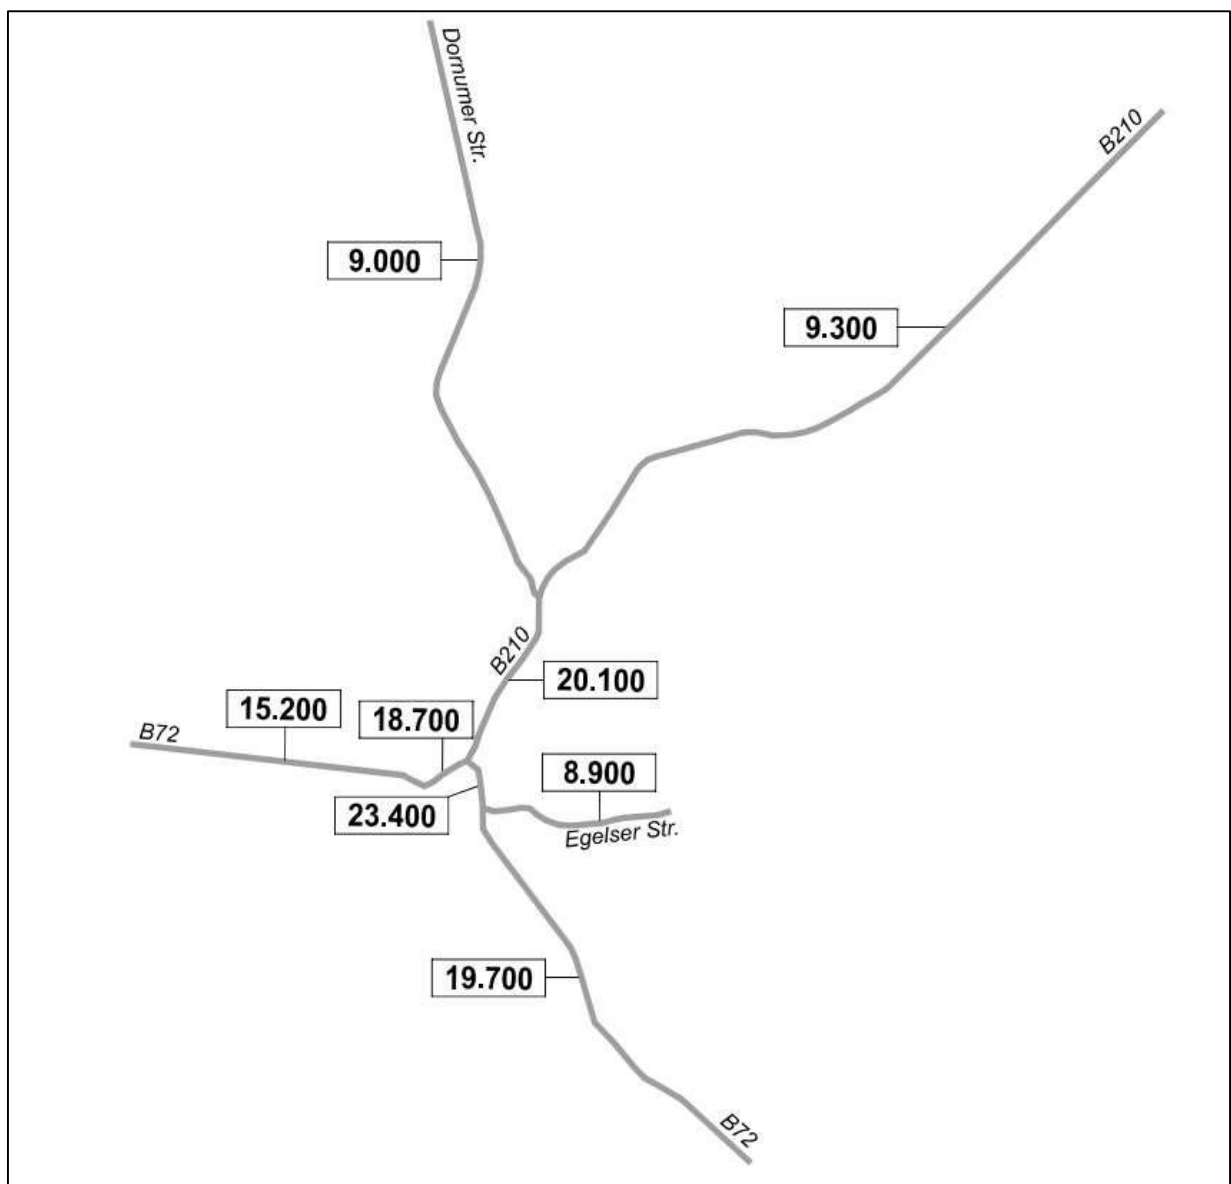 Dornumer Str.
B210
9.000
9.300
B210
20.100
15.200
18.700
B72
8.900
23.400
Egelser Str.
19.700
B72